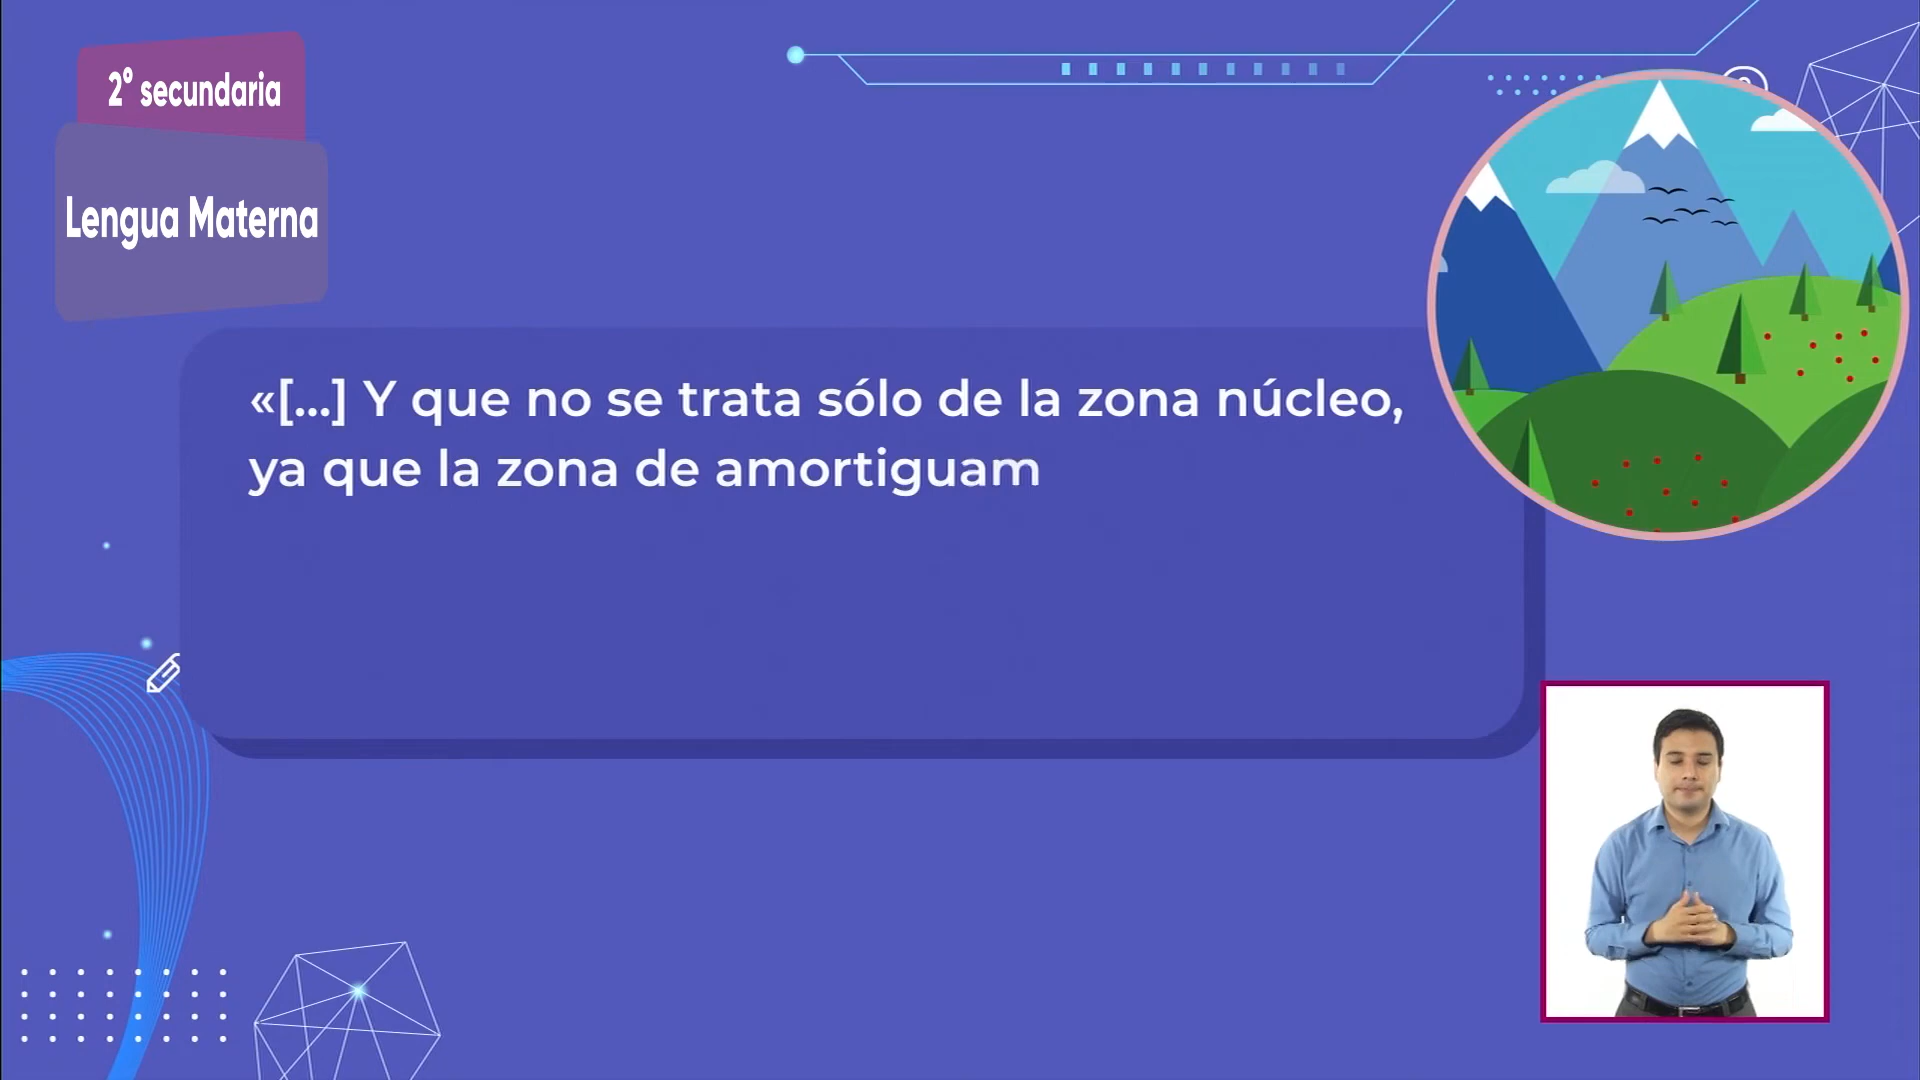 2° secundaria
Lengua Materna
«[...] Y que no se trata sólo de la zona núcleo,
ya que la zona de amortiguam